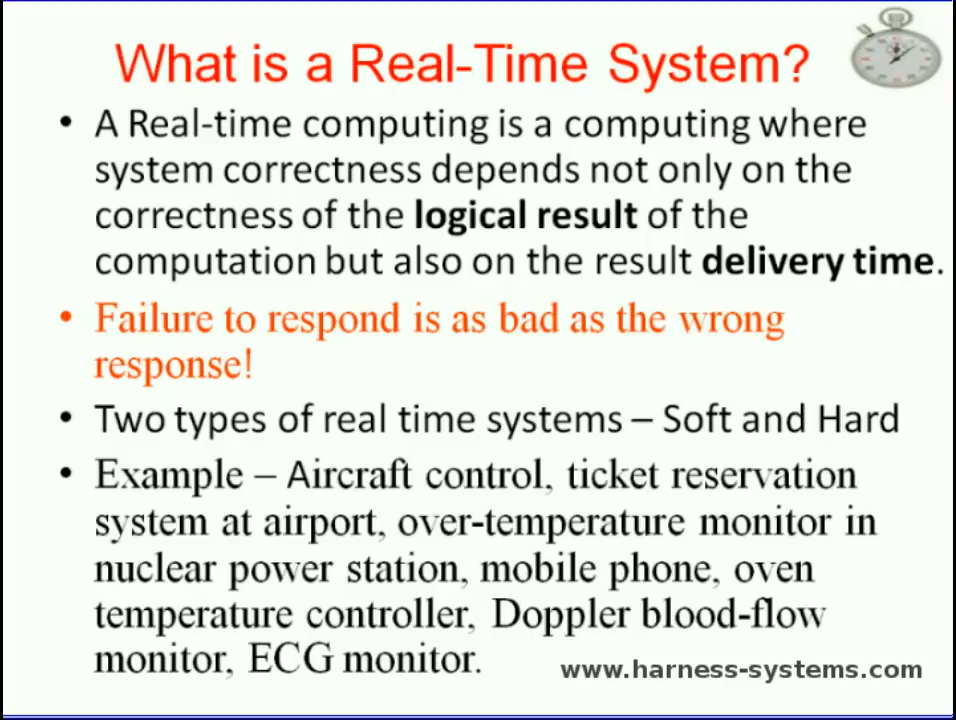 What is a Real-Time System?
• A Real-time computing is a computing where
system correctness depends not only on the
correctness of the logical result of the
computation but also on the result delivery time.
• Failure to respond is as bad as the wrong
response!
• Two types of real time systems – Soft and Hard
• Example – Aircraft control, ticket reservation
system at airport, over-temperature monitor in
nuclear power station, mobile phone, oven
temperature controller, Doppler blood-flow
monitor, ECG monitor.
www.harness-systems.com